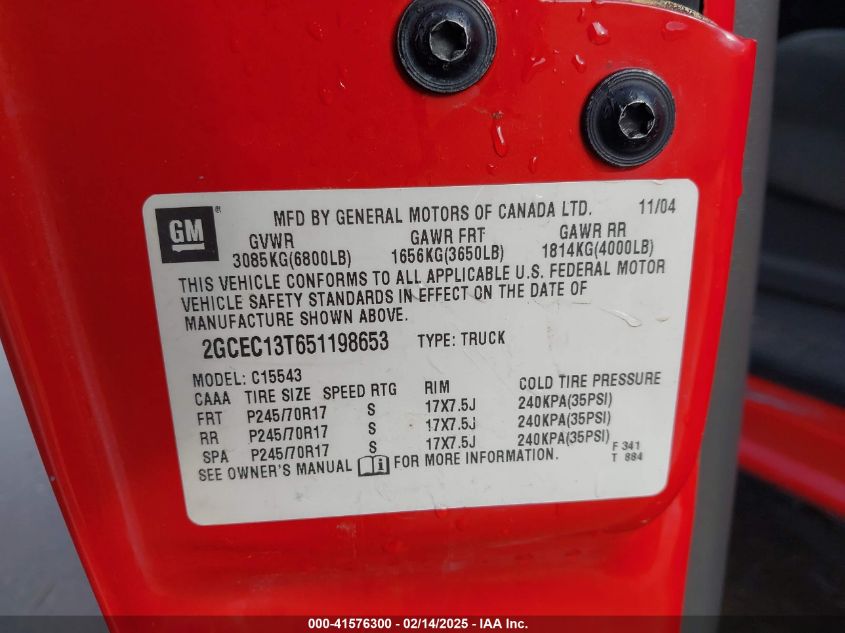 GM ® MFD BY GENERAL MOTORS OF CANADA LTD. 11/04
GVWR GAWR FRT GAWR RR
3085KG(6800LB) 1656KG(3650LB) 1814KG(4000LB)
THIS VEHICLE CONFORMS TO ALL APPLICABLE U.S. FEDERAL MOTOR
VEHICLE SAFETY STANDARDS IN EFFECT ON THE DATE OF
MANUFACTURE SHOWN ABOVE.
2GCEC13T651198653 TYPE: TRUCK
MODEL: C15543
CAAA TIRE SIZE SPEED RTG RIM COLD TIRE PRESSURE
FRT P245/70R17 S 17X7.5J 240KPA(35PSI)
RR P245/70R17 S 17X7.5J 240KPA(35PSI)
SPA P245/70R17 S 17X7.5J 240KPA(35PSI)
SEE OWNER'S MANUAL i FOR MORE INFORMATION.
F 341
T 884
000-41576300 - 02/14/2025 - IAA Inc.